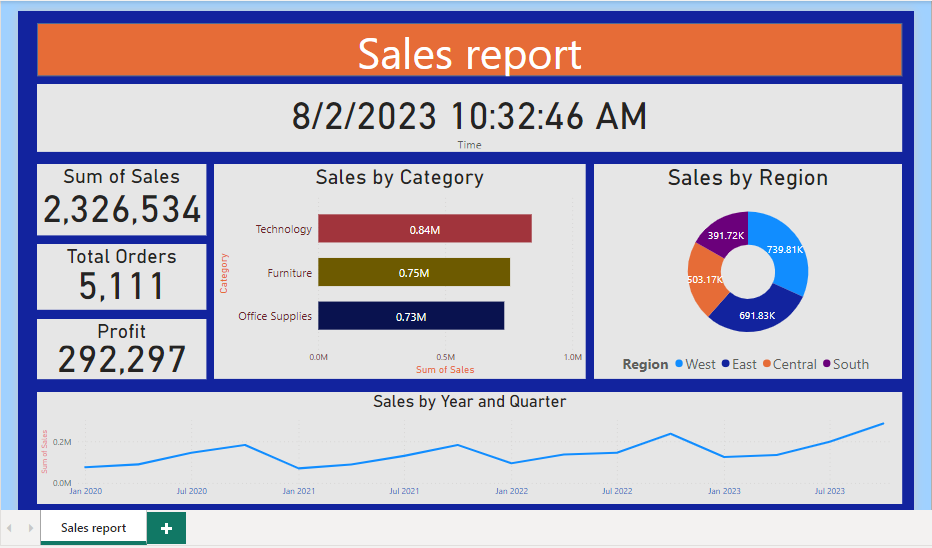 Sales report
8/2/2023 10:32:46 AM
Time
Sum of Sales
2,326,534
Total Orders
5,111
Profit
292,297
Sales by Category
Category
Technology
0.84M
Furniture
0.75M
Office Supplies
0.73M
0.0M 0.5M 1.0M
Sum of Sales
Sales by Region
391.72K
739.81K
503.17K
691.83K
Region West East Central South
Sales by Year and Quarter
Sum of Sales
0.2M
0.0M
Jan 2020 Jul 2020 Jan 2021 Jul 2021 Jan 2022 Jul 2022 Jan 2023 Jul 2023
Sales report